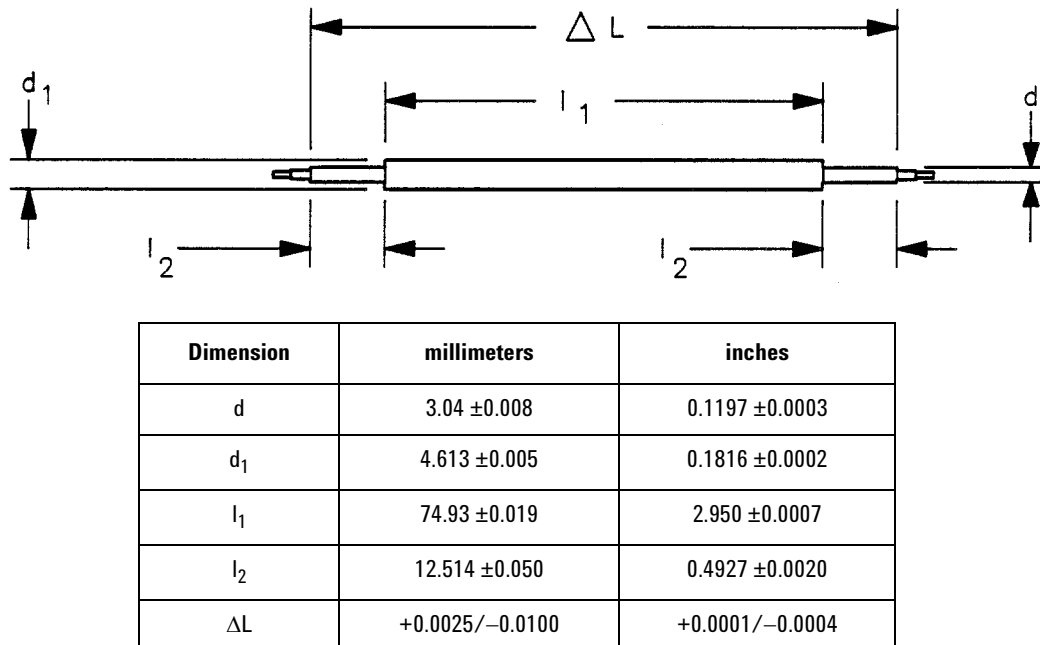 △ L
d₁
l₁
d
l₂
l₂
Dimension millimeters inches
d 3.04 ±0.008 0.1197 ±0.0003
d₁ 4.613 ±0.005 0.1816 ±0.0002
l₁ 74.93 ±0.019 2.950 ±0.0007
l₂ 12.514 ±0.050 0.4927 ±0.0020
ΔL +0.0025/–0.0100 +0.0001/–0.0004